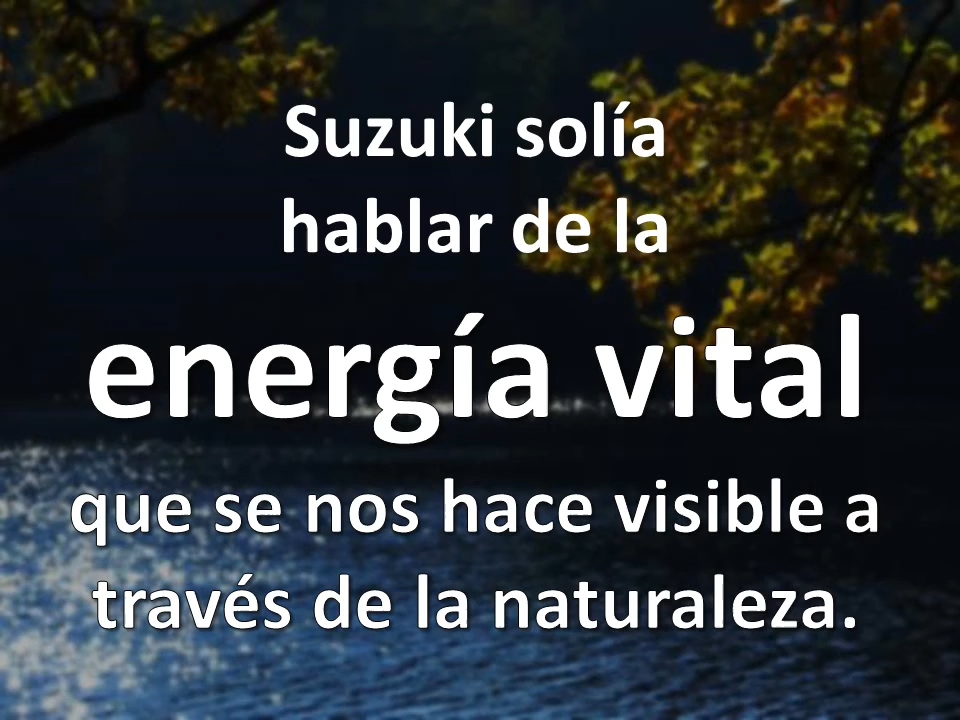 Suzuki solía
hablar de la
energía vital
que se nos hace visible a
través de la naturaleza.